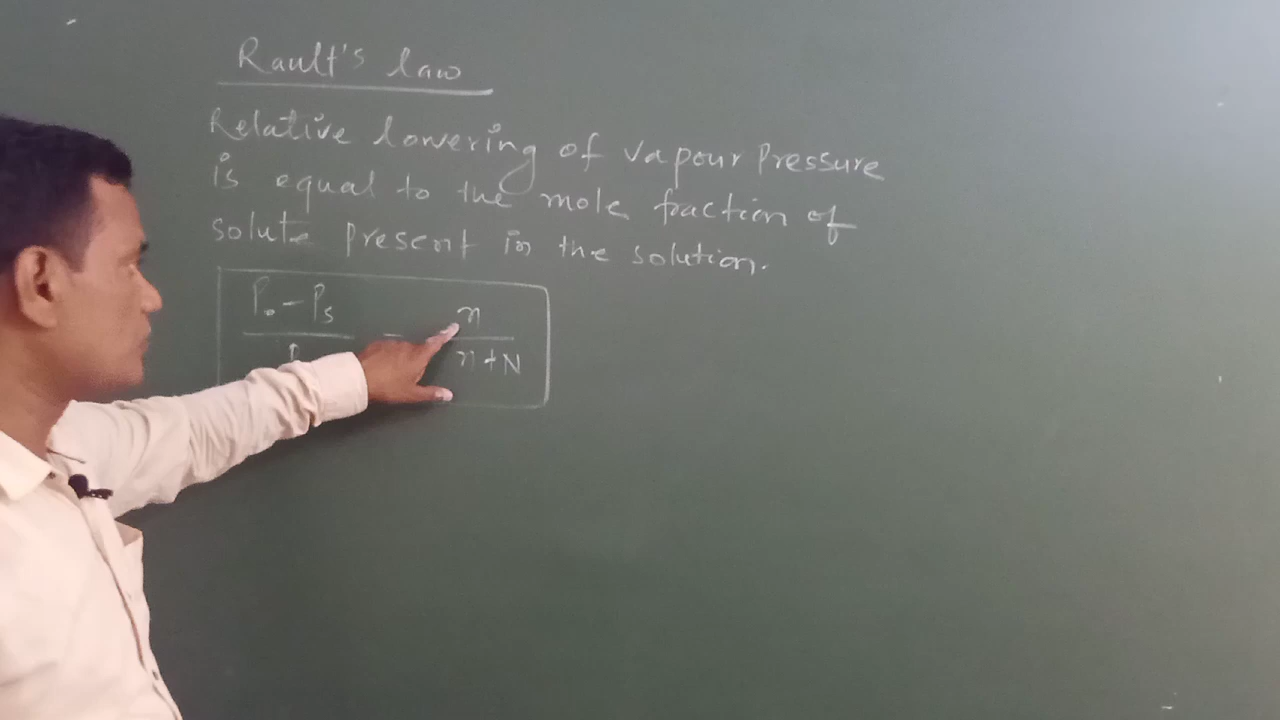 Rault's law
Relative lowering of vapour Pressure
is equal to the mole fraction of
solute present in the solution.
P₀ - Pₛ n
n + N